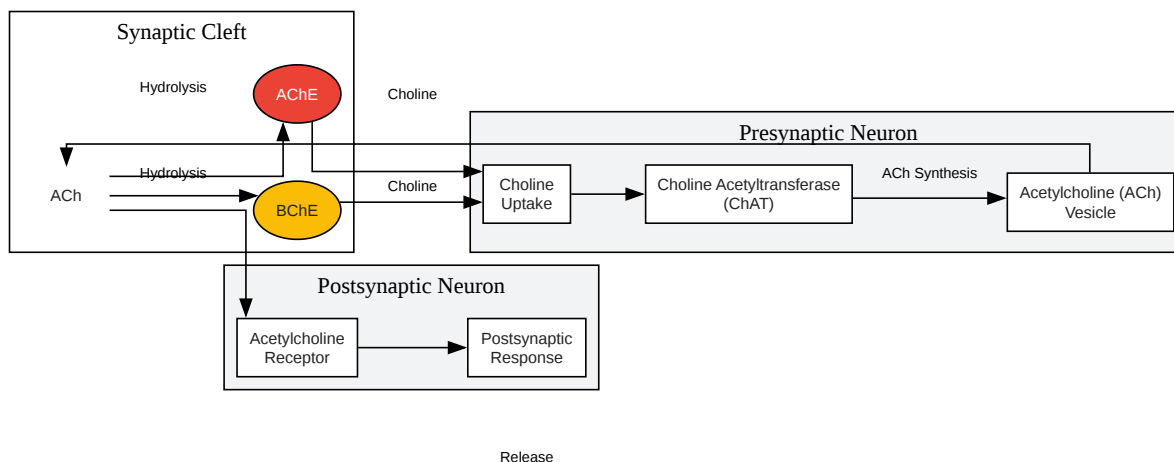 Synaptic Cleft
Hydrolysis
AChE
Choline
Presynaptic Neuron
Hydrolysis
ACh
BChE
Choline
Choline
Uptake
Choline Acetyltransferase
(ChAT)
ACh Synthesis
Acetylcholine (ACh)
Vesicle
Postsynaptic Neuron
Acetylcholine
Receptor
Postsynaptic
Response
Release